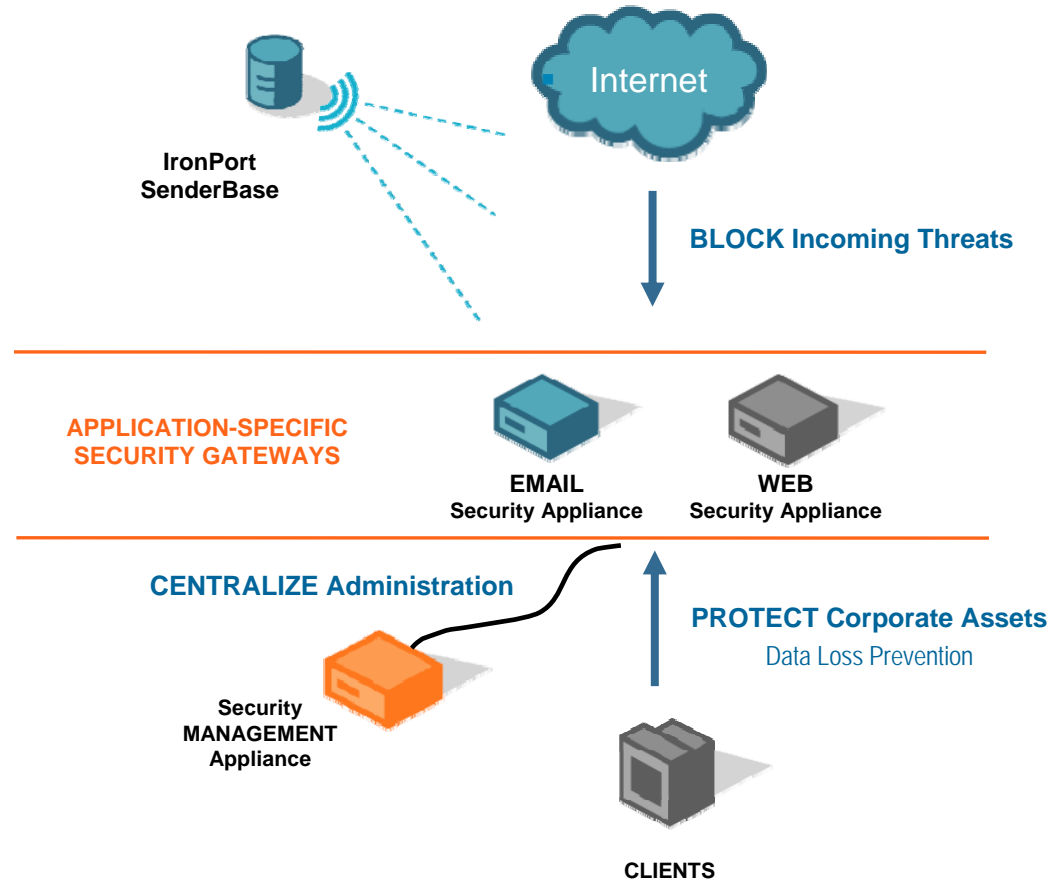 Internet
IronPort
SenderBase
BLOCK Incoming Threats
APPLICATION-SPECIFIC
SECURITY GATEWAYS
EMAIL
Security Appliance
WEB
Security Appliance
CENTRALIZE Administration
PROTECT Corporate Assets
Data Loss Prevention
Security
MANAGEMENT
Appliance
CLIENTS